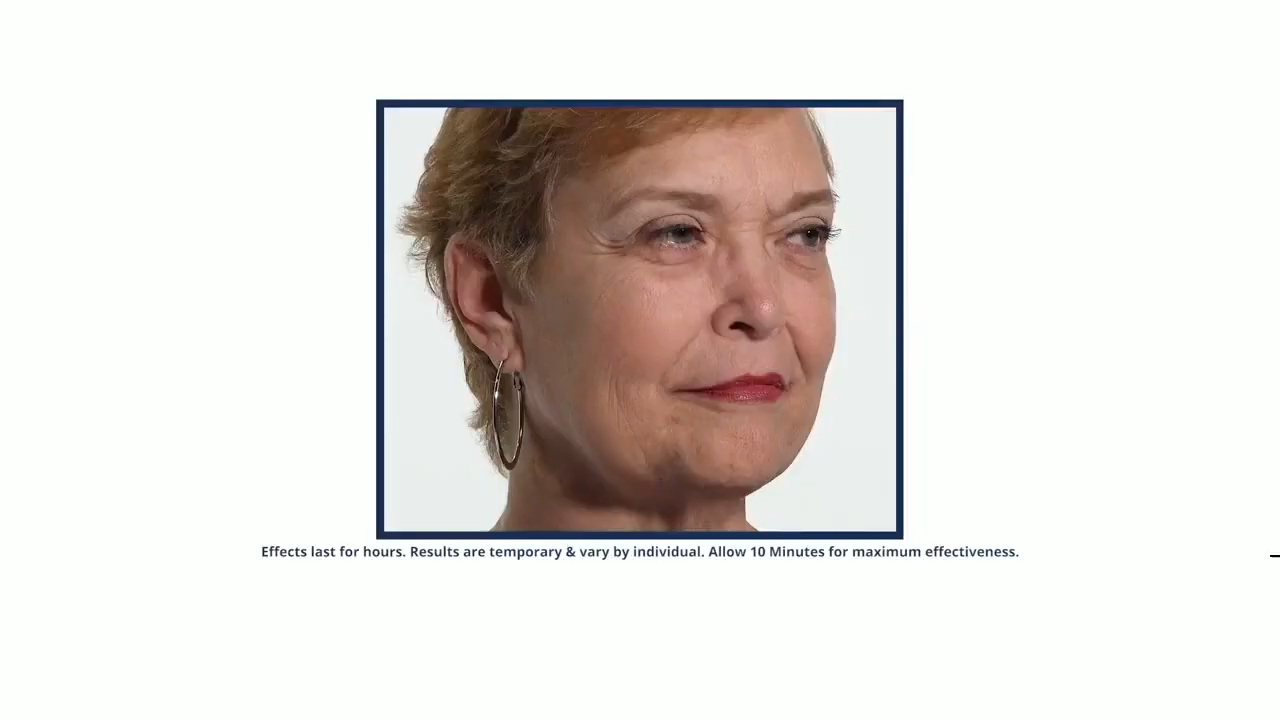 Effects last for hours. Results are temporary & vary by individual. Allow 10 Minutes for maximum effectiveness.